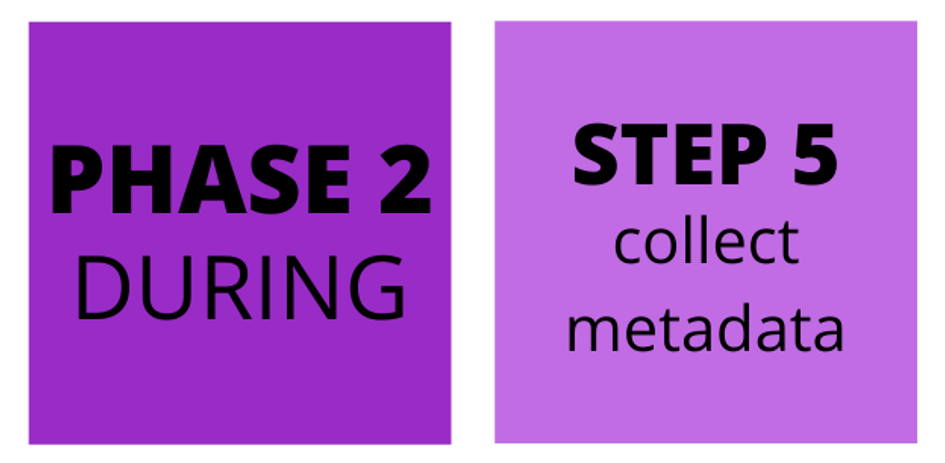 PHASE 2
DURING
STEP 5
collect
metadata